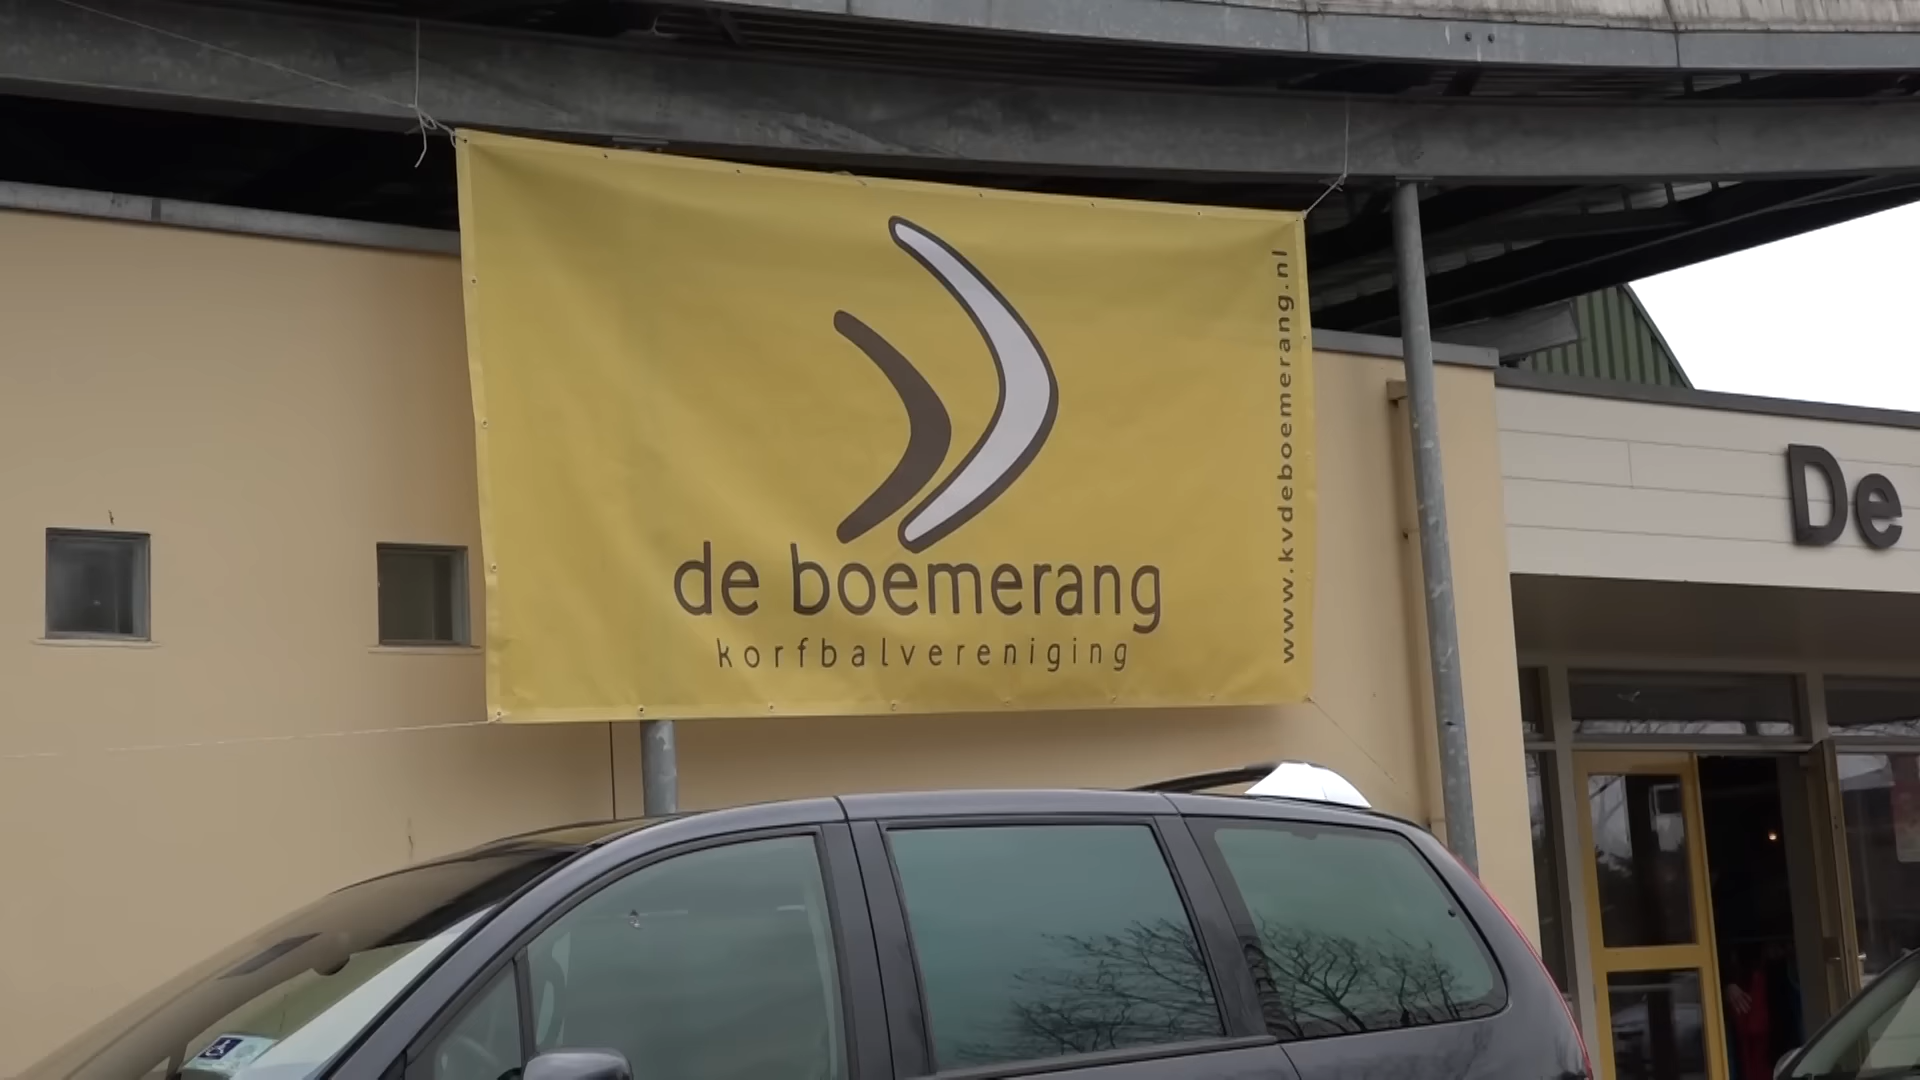 de boemerang
korfbalvereniging
www.kvdeboemerang.nl
De